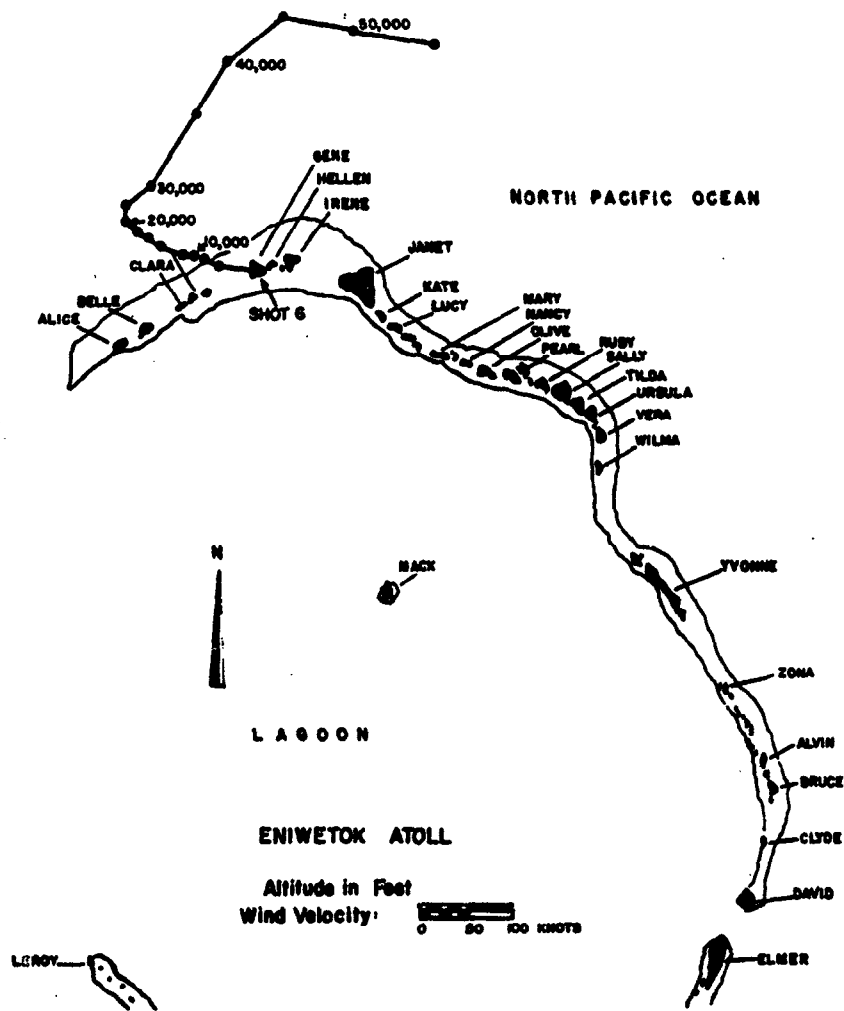 50,000
40,000
GENE
HELLEN
30,000
NORTH PACIFIC OCEAN
IRENE
20,000
10,000
JANET
CLARA
KATE
BELLE
MARY
LUCY
ALICE
SHOT 6
NANCY
OLIVE
RUBY
PEARL
SALLY
TILDA
URSULA
VERA
WILMA
N
MACK
YVONNE
ZONA
LAGOON
ALVIN
BRUCE
ENIWETOK ATOLL
CLYDE
Altitude in Feet
DAVID
Wind Velocity:
0 50 100 KNOTS
LEROY
ELMER